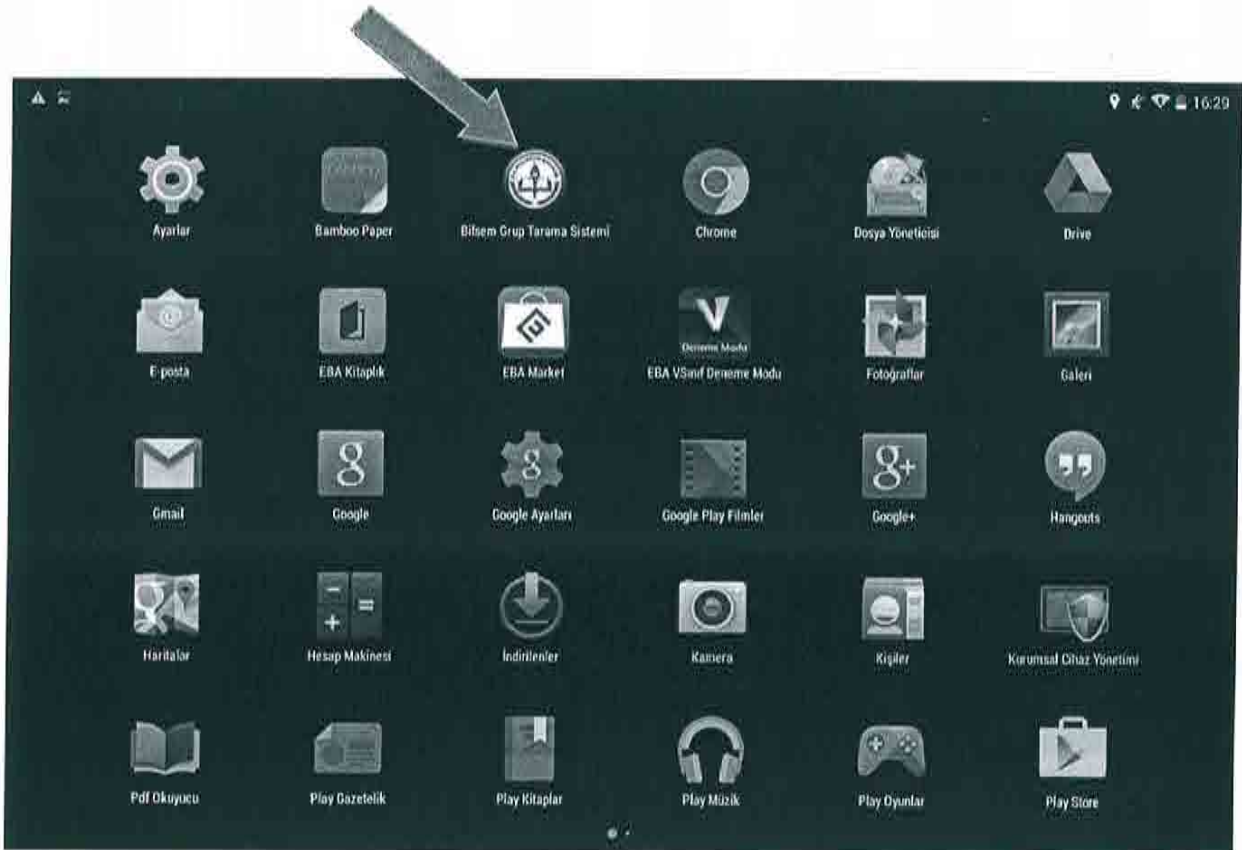 16:29
Ayarlar
Bamboo Paper
Bilsem Grup Tarama Sistemi
Chrome
Dosya Yöneticisi
Drive
E-posta
EBA Kitaplık
EBA Market
Deneme Modu
EBA VSınıf Deneme Modu
Fotoğraflar
Galeri
Gmail
Google
Google Ayarları
Google Play Filmler
Google+
Hangouts
Haritalar
Hesap Makinesi
İndirilenler
Kamera
Kişiler
Kurumsal Cihaz Yönetimi
Pdf Okuyucu
Play Gazetelik
Play Kitaplar
Play Müzik
Play Oyunlar
Play Store